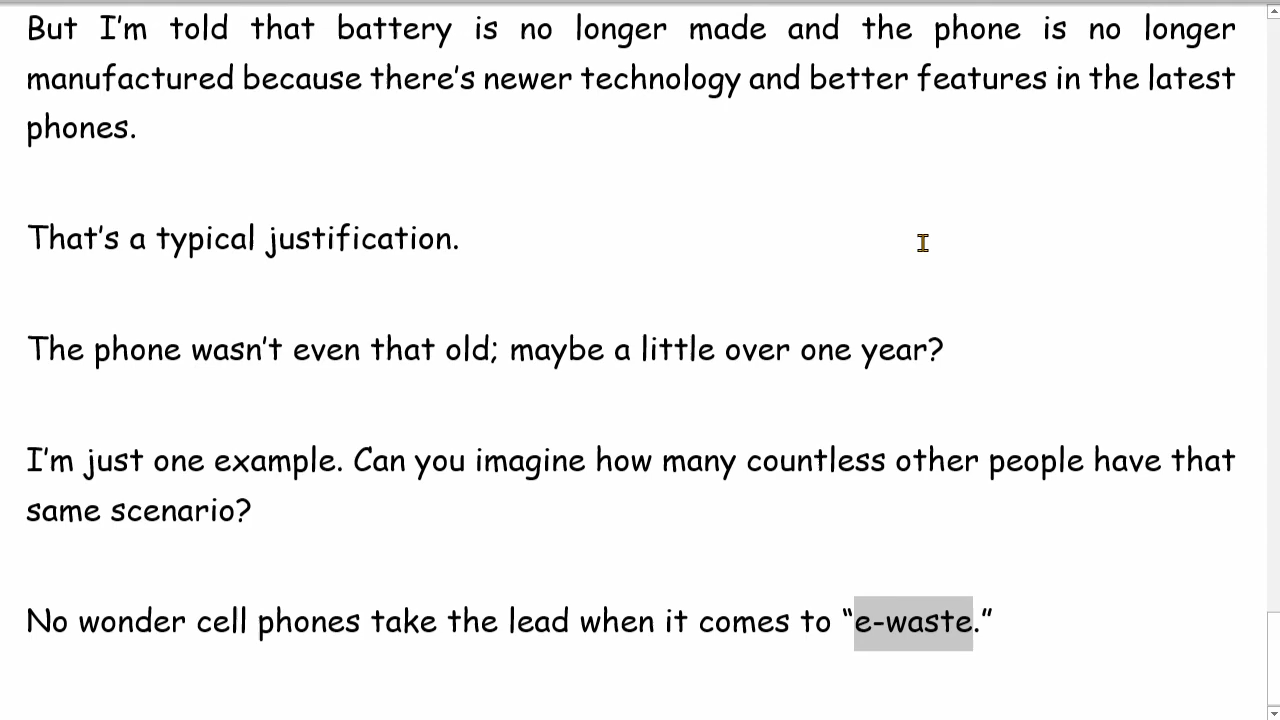 But I'm told that battery is no longer made and the phone is no longer
manufactured because there's newer technology and better features in the latest
phones.
That's a typical justification.
The phone wasn't even that old; maybe a little over one year?
I'm just one example. Can you imagine how many countless other people have that
same scenario?
No wonder cell phones take the lead when it comes to “e-waste.”